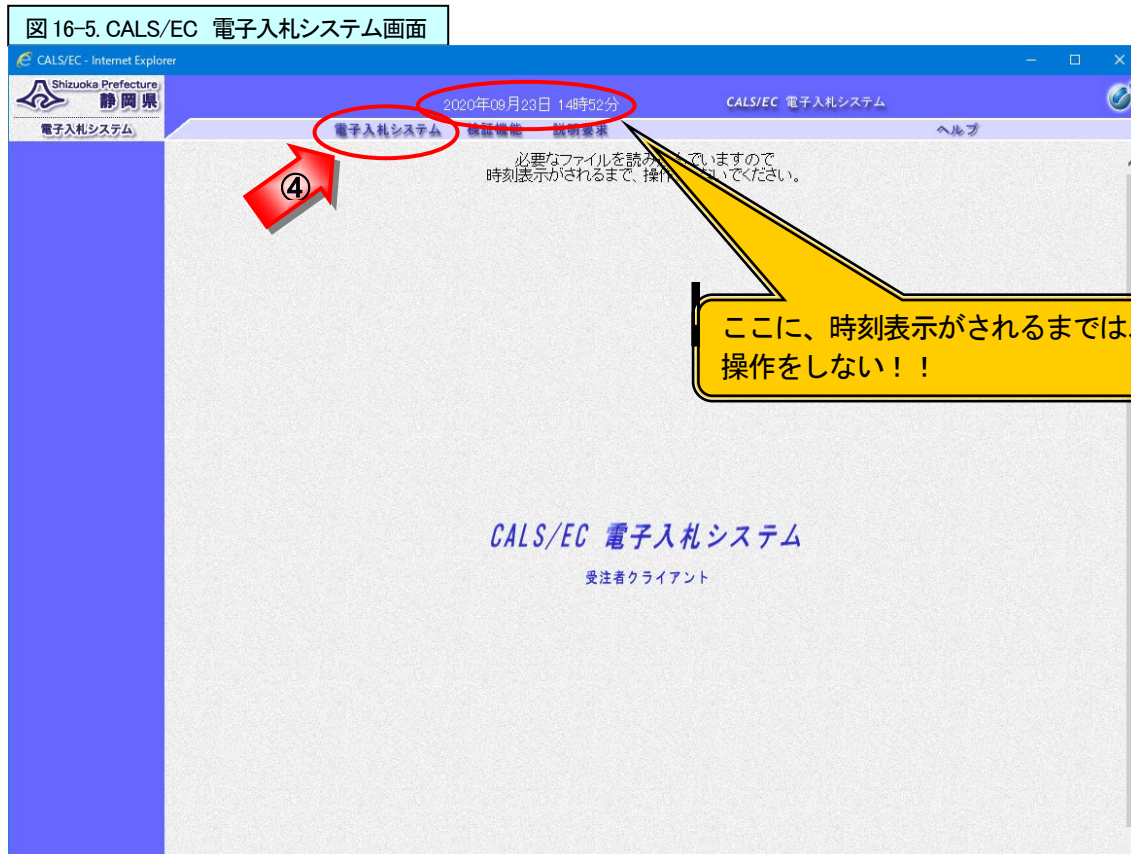 図 16-5. CALS/EC 電子入札システム画面
CALS/EC - Internet Explorer
Shizuoka Prefecture
静岡県
2020年09月23日 14時52分
CALS/EC 電子入札システム
電子入札システム
電子入札システム 検証機能 説明要求 ヘルプ
必要なファイルを読み でいますので
時刻表示がされるまで、操作 ないでください。
④
ここに、時刻表示がされるまでは
操作をしない！！
CALS/EC 電子入札システム
受注者クライアント